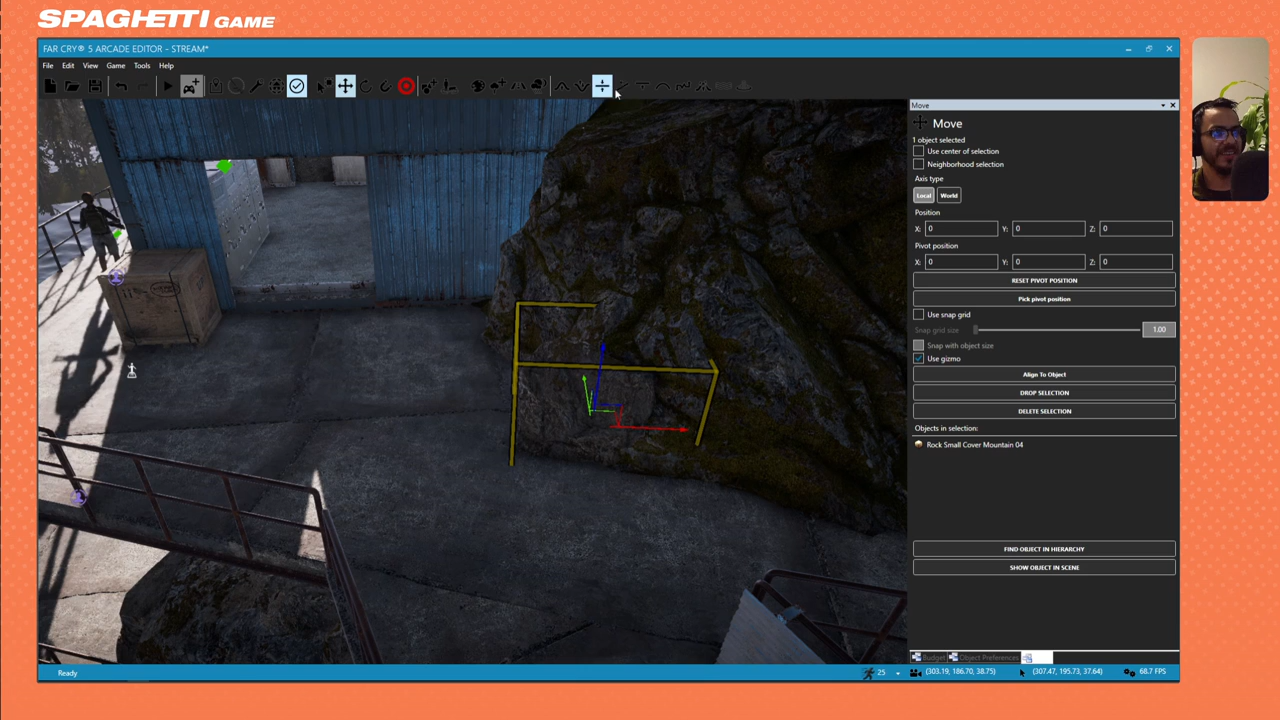 SPAGHETTI GAME
FAR CRY® 5 ARCADE EDITOR - STREAM*
File Edit View Game Tools Help
Move
Move
1 object selected
Use center of selection
Neighborhood selection
Axis type
Local World
Position
X: 0 Y: 0 Z: 0
Pivot position
X: 0 Y: 0 Z: 0
RESET PIVOT POSITION
Pick pivot position
Use snap grid
Snap grid size 1.00
Snap with object size
Use gizmo
Align To Object
DROP SELECTION
DELETE SELECTION
Objects in selection:
Rock Small Cover Mountain 04
FIND OBJECT IN HIERARCHY
SHOW OBJECT IN SCENE
Budget Object Preferences
Ready 25 (303.19, 186.70, 38.75) (307.47, 195.73, 37.64) 68.7 FPS